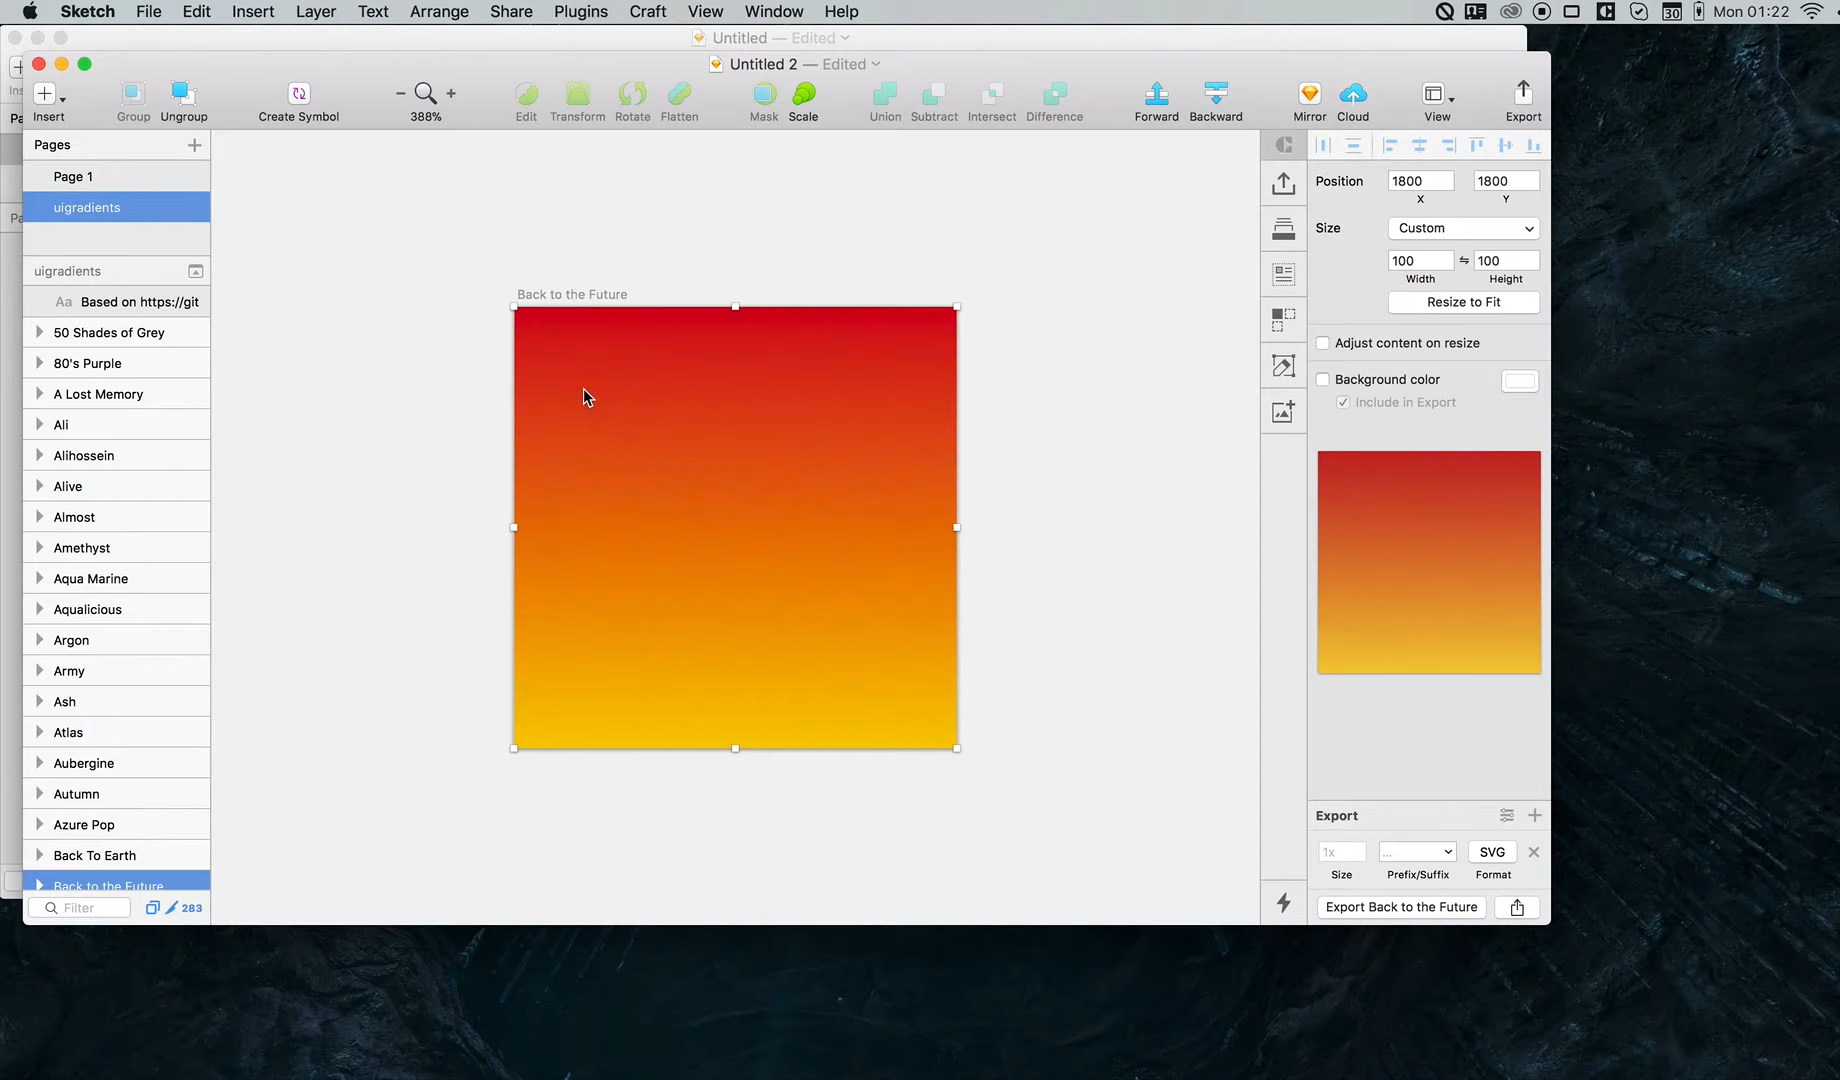 Sketch File Edit Insert Layer Text Arrange Share Plugins Craft View Window Help
30 Mon 01:22
Untitled — Edited
Untitled 2 — Edited
Insert Group Ungroup Create Symbol 388% Edit Transform Rotate Flatten Mask Scale Union Subtract Intersect Difference Forward Backward Mirror Cloud View Export
Pages
Page 1
uigradients
uigradients
Aa Based on https://git
50 Shades of Grey
80's Purple
A Lost Memory
Ali
Alihossein
Alive
Almost
Amethyst
Aqua Marine
Aqualicious
Argon
Army
Ash
Atlas
Aubergine
Autumn
Azure Pop
Back To Earth
Back to the Future
Filter 283
Back to the Future
Position 1800 1800
X Y
Size Custom
100 100
Width Height
Resize to Fit
Adjust content on resize
Background color
Include in Export
Export
1x ... SVG
Size Prefix/Suffix Format
Export Back to the Future